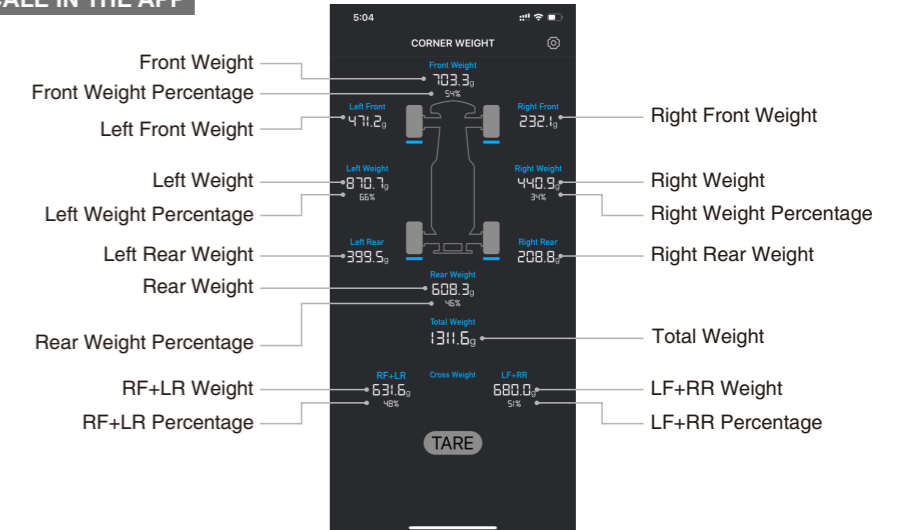 CALE IN THE APP
5:04
CORNER WEIGHT
Front Weight
Front Weight
703.3g
Front Weight Percentage
54%
Left Front
Right Front
Left Front Weight
471.2g
232.1g
Right Front Weight
Left Weight
Right Weight
Left Weight
870.7g
440.9g
Right Weight
Left Weight Percentage
66%
34%
Right Weight Percentage
Left Rear
Right Rear
Left Rear Weight
399.5g
208.8g
Right Rear Weight
Rear Weight
Rear Weight
608.3g
46%
Rear Weight Percentage
Total Weight
1311.6g
Total Weight
RF+LR
Cross Weight
LF+RR
RF+LR Weight
631.6g
680.0g
LF+RR Weight
RF+LR Percentage
48%
51%
LF+RR Percentage
TARE